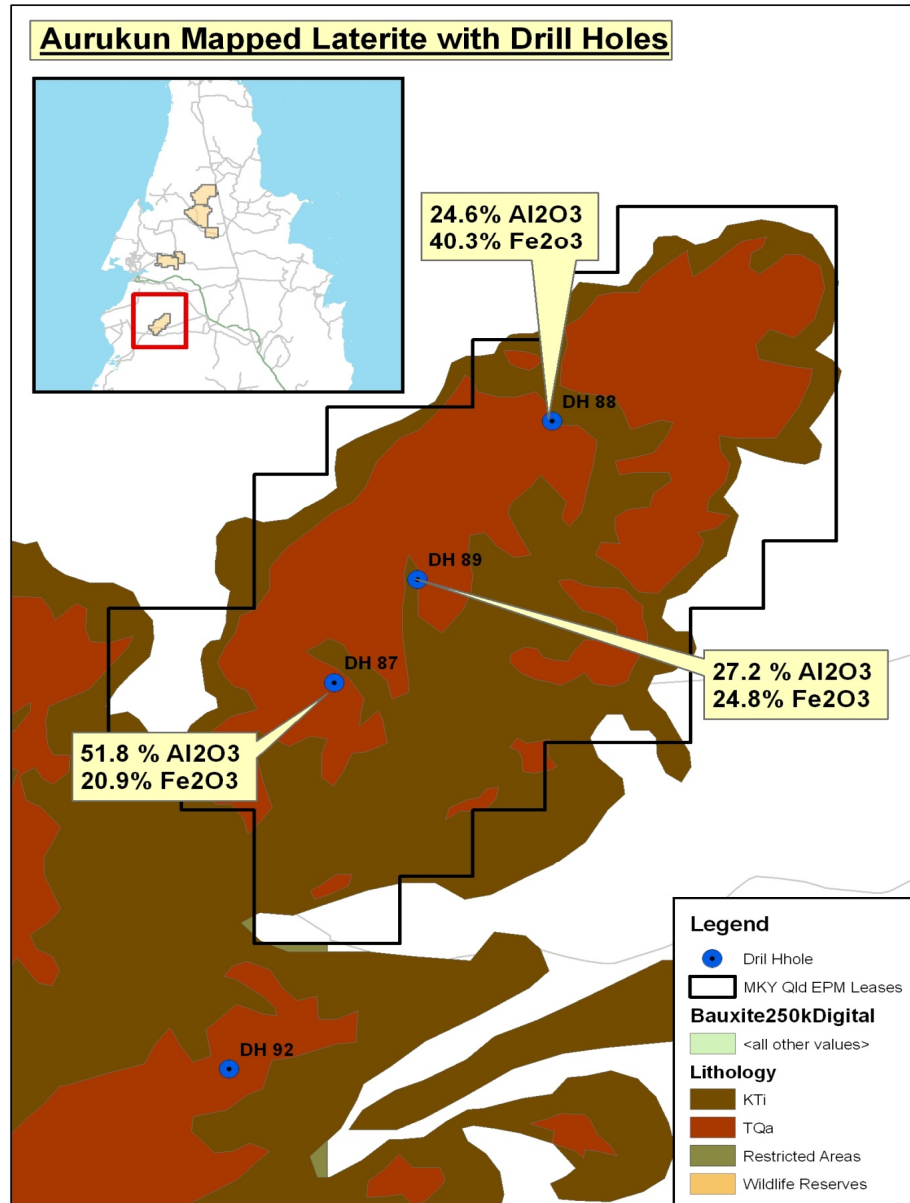 Aurukun Mapped Laterite with Drill Holes
24.6% Al2O3
40.3% Fe2o3
DH 88
DH 89
DH 87
27.2 % Al2O3
24.8% Fe2O3
51.8 % Al2O3
20.9% Fe2O3
DH 92
Legend
Dril Hhole
MKY Qld EPM Leases
Bauxite250kDigital
<all other values>
Lithology
KTi
TQa
Restricted Areas
Wildlife Reserves